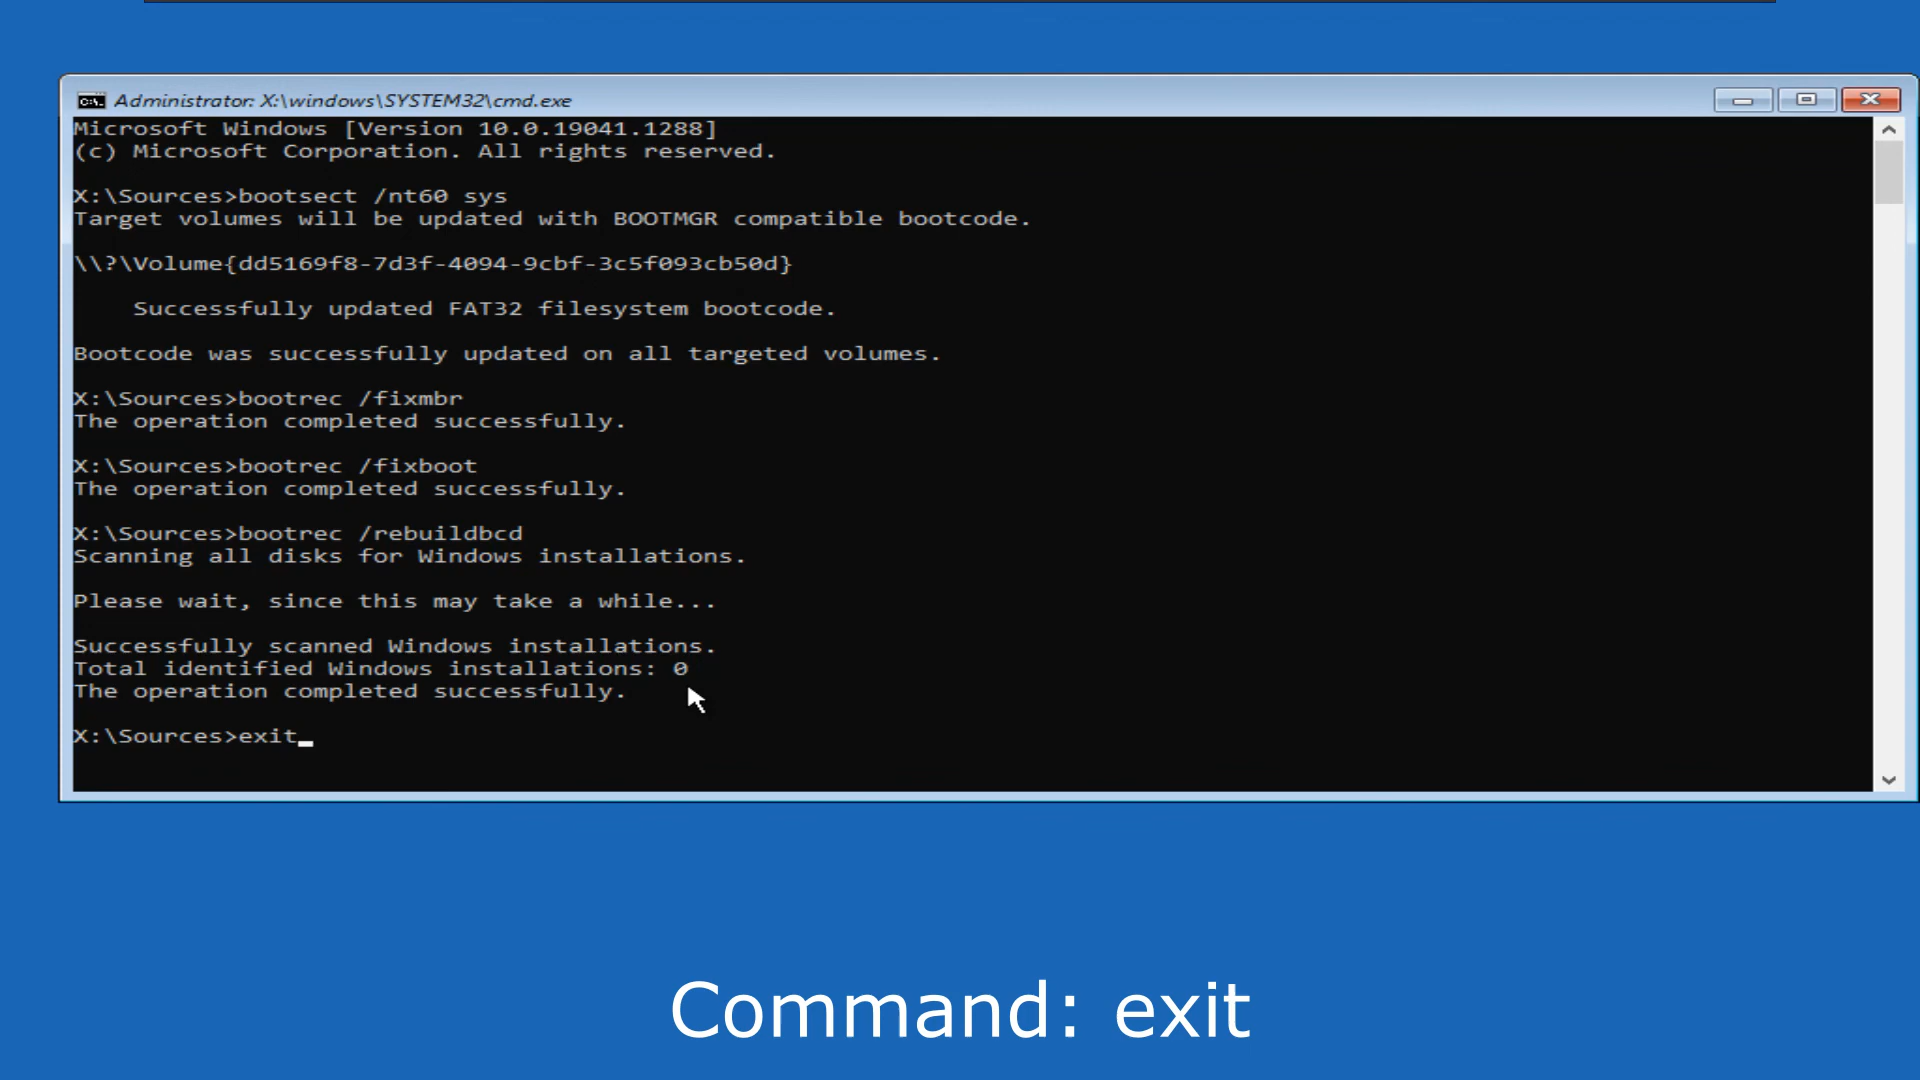 Administrator: X:\windows\SYSTEM32\cmd.exe
Microsoft Windows [Version 10.0.19041.1288]
(c) Microsoft Corporation. All rights reserved.
X:\Sources>bootsect /nt60 sys
Target volumes will be updated with BOOTMGR compatible bootcode.
\\?\Volume{dd5169f8-7d3f-4094-9cbf-3c5f093cb50d}
Successfully updated FAT32 filesystem bootcode.
Bootcode was successfully updated on all targeted volumes.
X:\Sources>bootrec /fixmbr
The operation completed successfully.
X:\Sources>bootrec /fixboot
The operation completed successfully.
X:\Sources>bootrec /rebuildbcd
Scanning all disks for Windows installations.
Please wait, since this may take a while...
Successfully scanned Windows installations.
Total identified Windows installations: 0
The operation completed successfully.
X:\Sources>exit
Command: exit